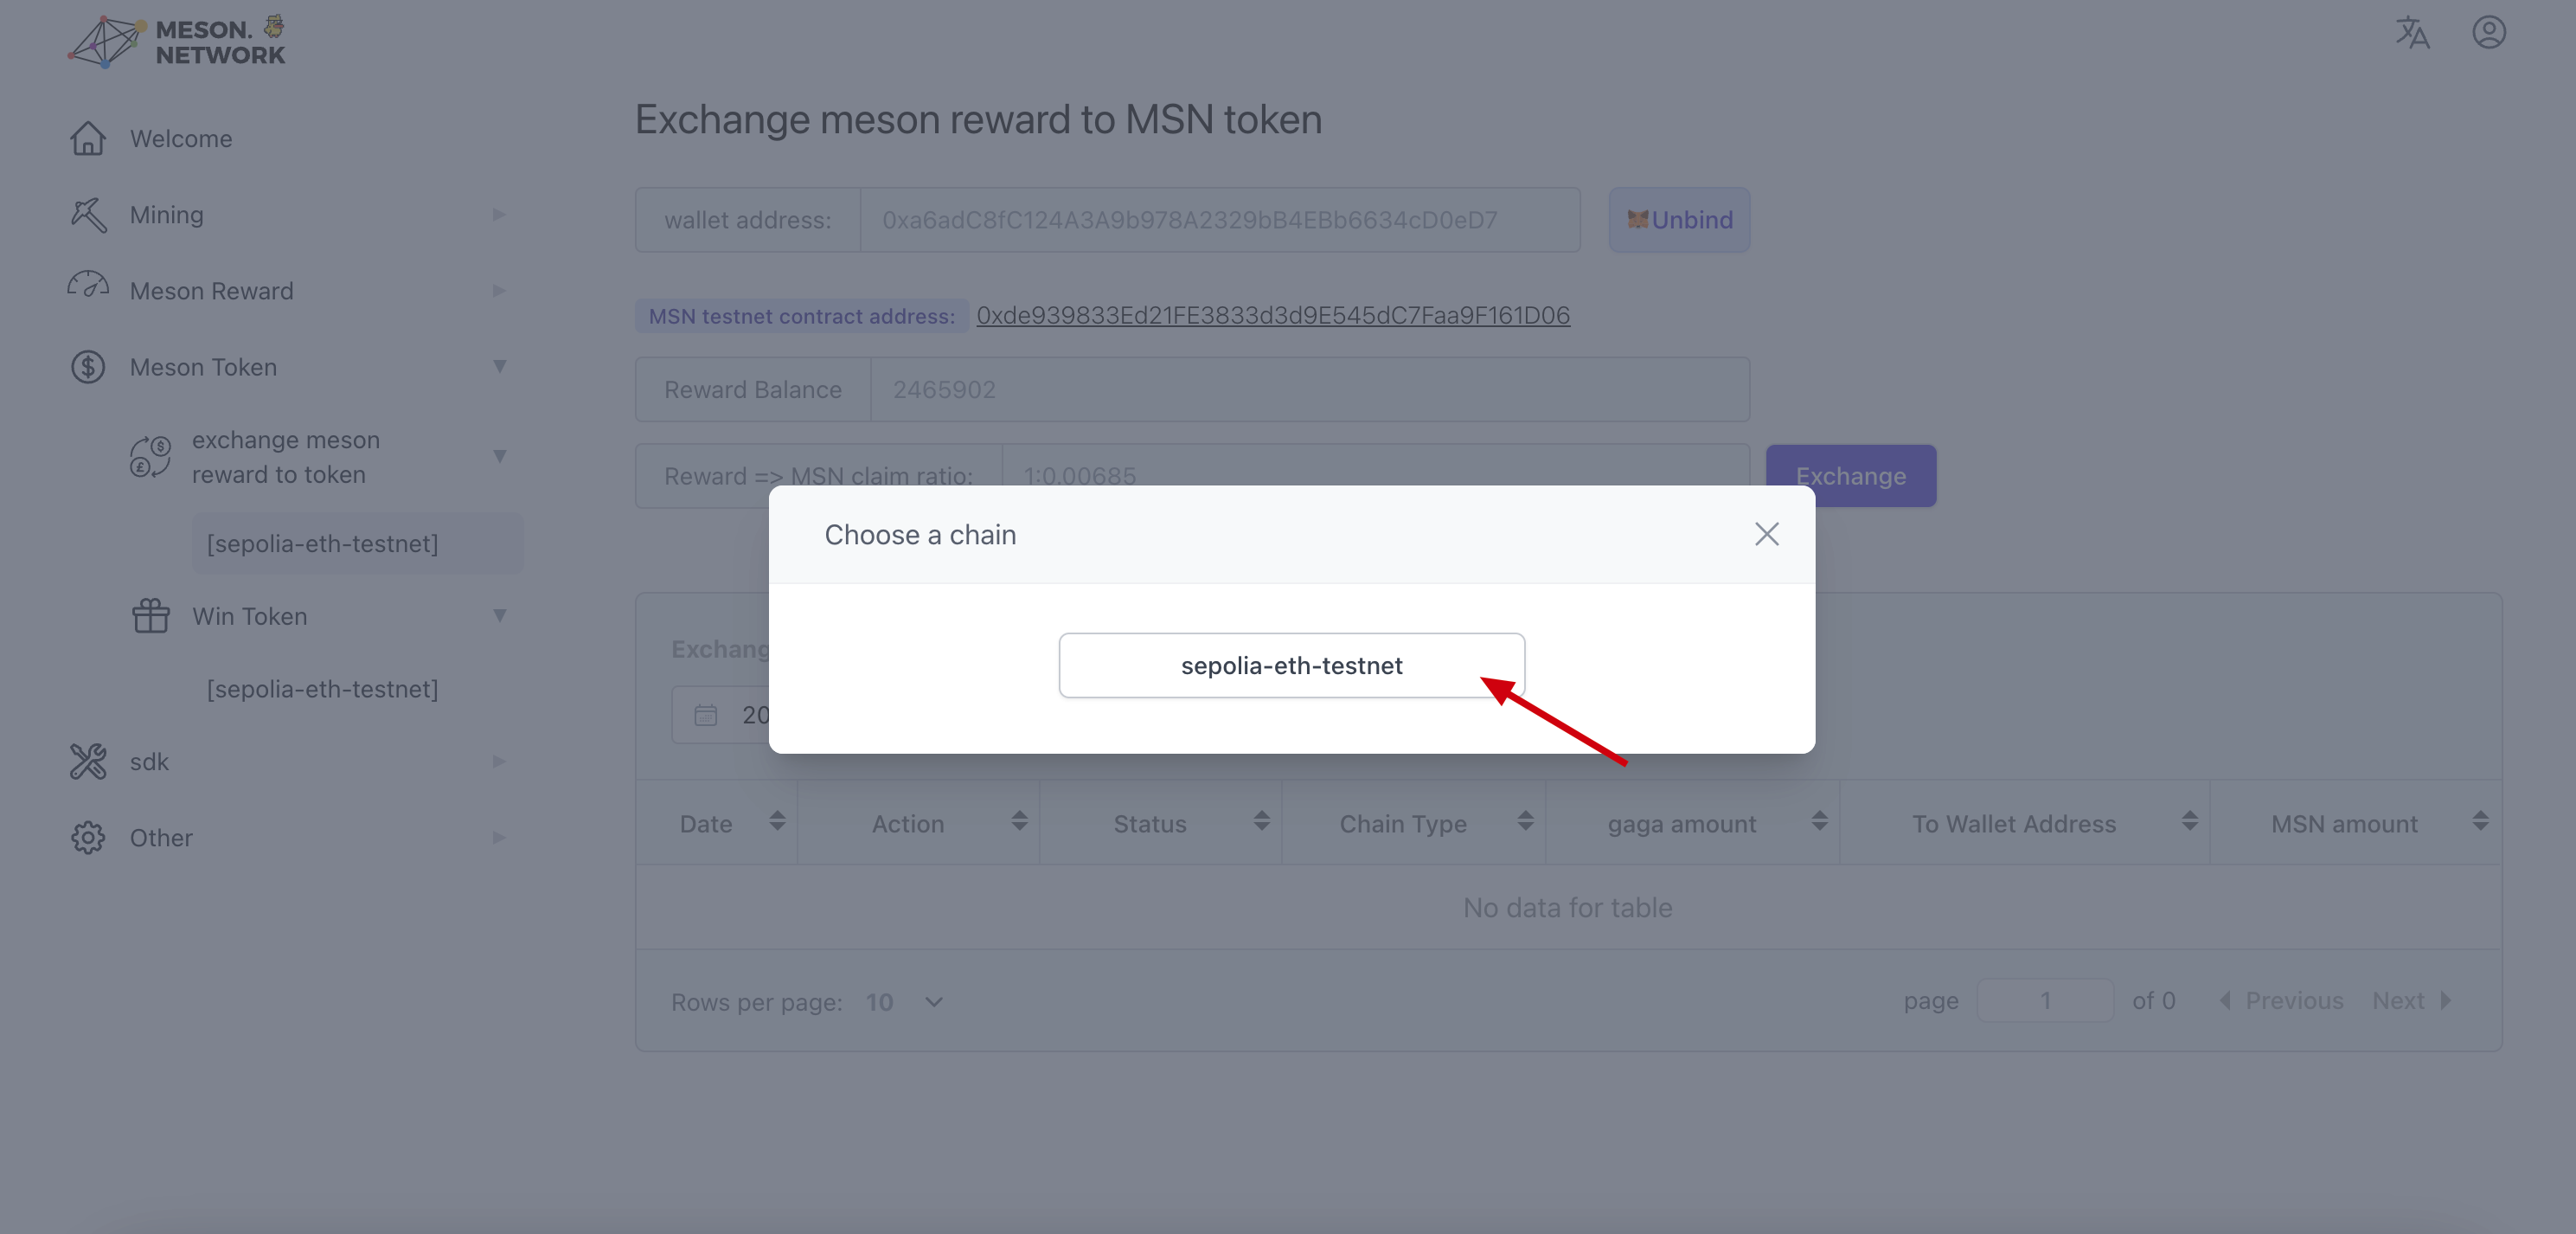 MESON.
NETWORK
Welcome
Mining
Meson Reward
Meson Token
exchange meson
reward to token
[sepolia-eth-testnet]
Win Token
[sepolia-eth-testnet]
sdk
Other
Exchange meson reward to MSN token
wallet address: 0xa6adC8fC124A3A9b978A2329bB4EBb6634cD0eD7 Unbind
MSN testnet contract address: 0xde939833Ed21FE3833d3d9E545dC7Faa9F161D06
Reward Balance 2465902
Reward => MSN claim ratio: 1:0.00685 Exchange
Choose a chain
sepolia-eth-testnet
Exchang
20
Date Action Status Chain Type gaga amount To Wallet Address MSN amount
No data for table
Rows per page: 10 page 1 of 0 Previous Next